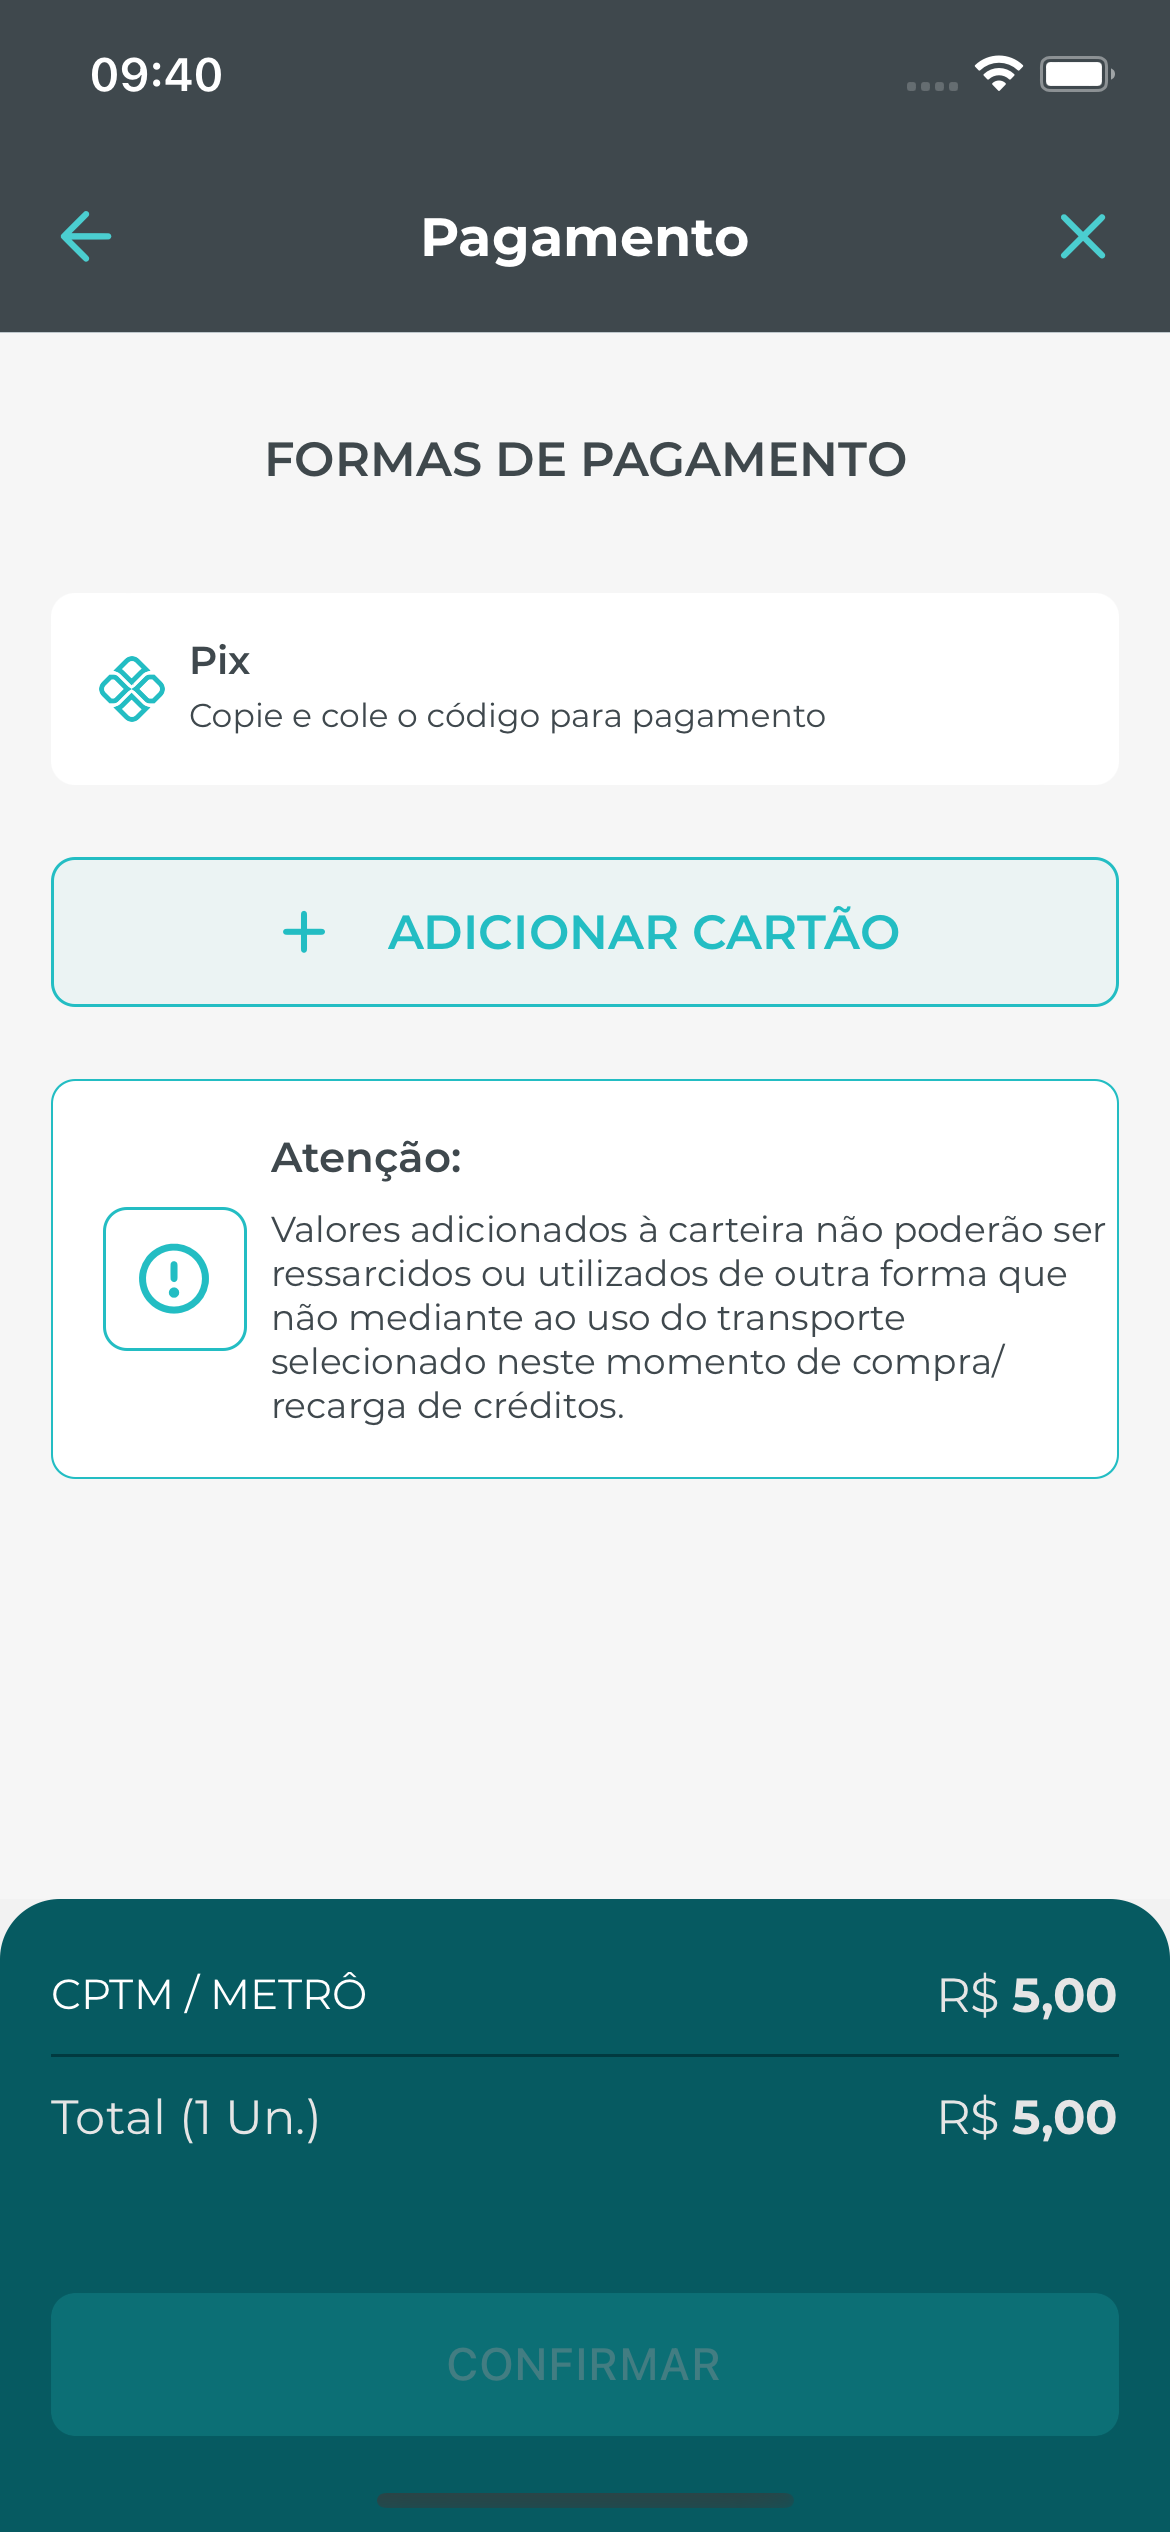 09:40
Pagamento
FORMAS DE PAGAMENTO
Pix
Copie e cole o código para pagamento
ADICIONAR CARTÃO
Atenção:
Valores adicionados à carteira não poderão ser
ressarcidos ou utilizados de outra forma que
não mediante ao uso do transporte
selecionado neste momento de compra/
recarga de créditos.
CPTM / METRÔ R$ 5,00
Total (1 Un.) R$ 5,00
CONFIRMAR